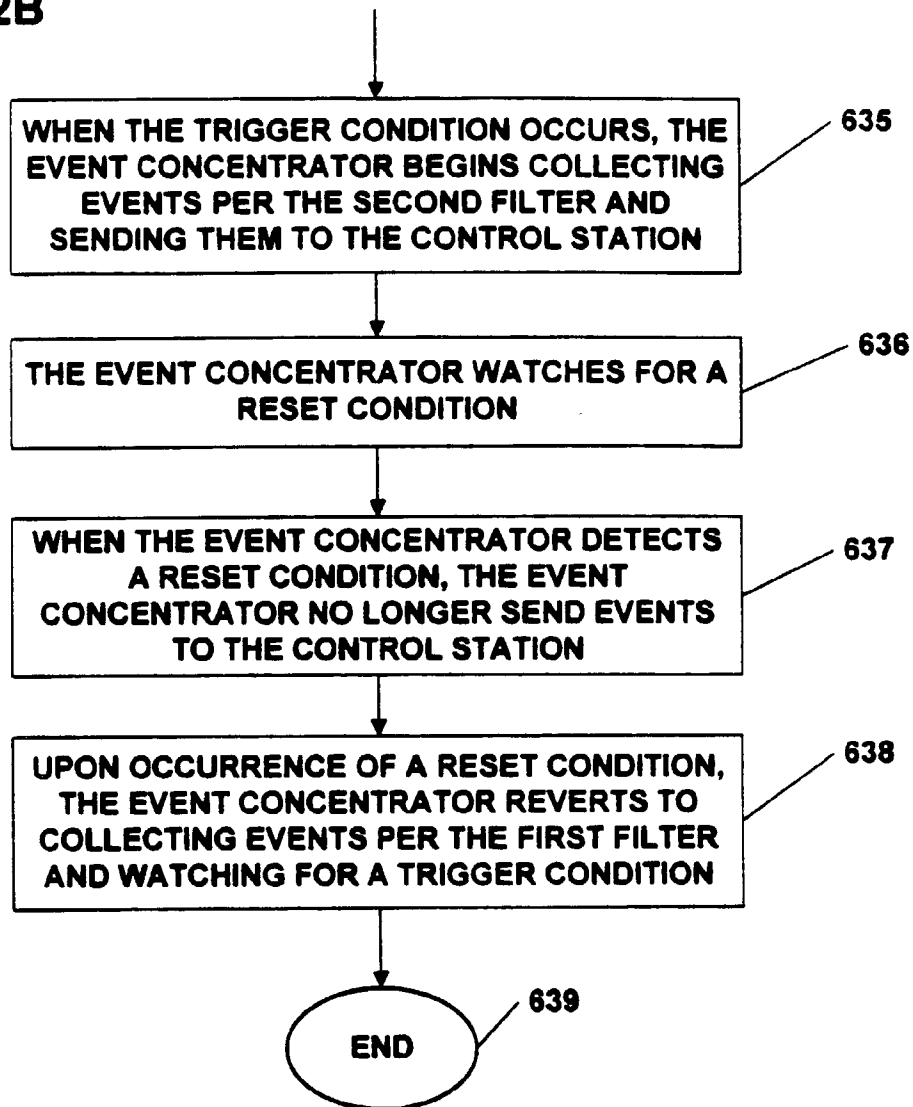 2B
WHEN THE TRIGGER CONDITION OCCURS, THE
EVENT CONCENTRATOR BEGINS COLLECTING
EVENTS PER THE SECOND FILTER AND
SENDING THEM TO THE CONTROL STATION
635
THE EVENT CONCENTRATOR WATCHES FOR A
RESET CONDITION
636
WHEN THE EVENT CONCENTRATOR DETECTS
A RESET CONDITION, THE EVENT
CONCENTRATOR NO LONGER SEND EVENTS
TO THE CONTROL STATION
637
UPON OCCURRENCE OF A RESET CONDITION,
THE EVENT CONCENTRATOR REVERTS TO
COLLECTING EVENTS PER THE FIRST FILTER
AND WATCHING FOR A TRIGGER CONDITION
638
END
639